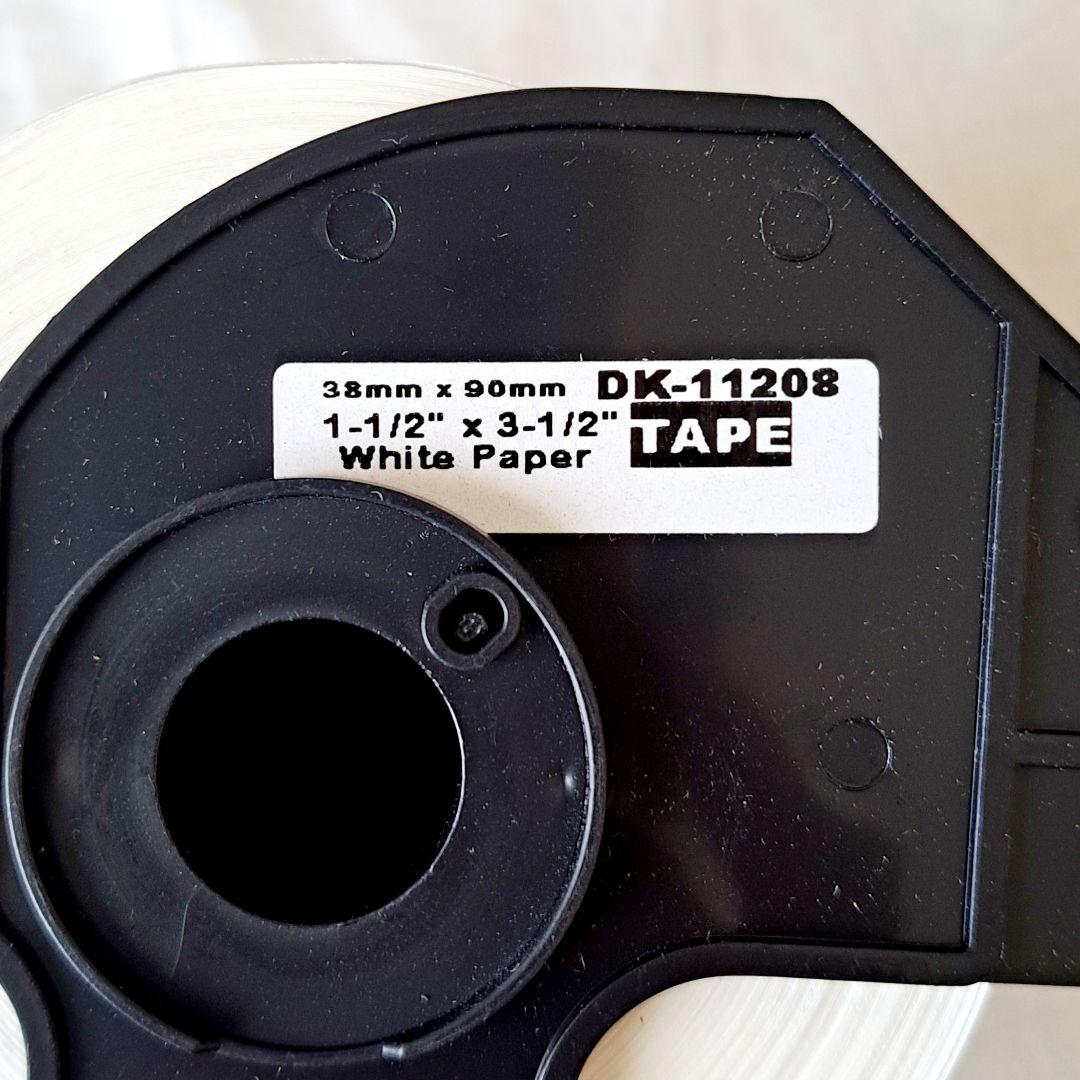 38mm x 90mm DK-11208
1-1/2" x 3-1/2" TAPE
White Paper